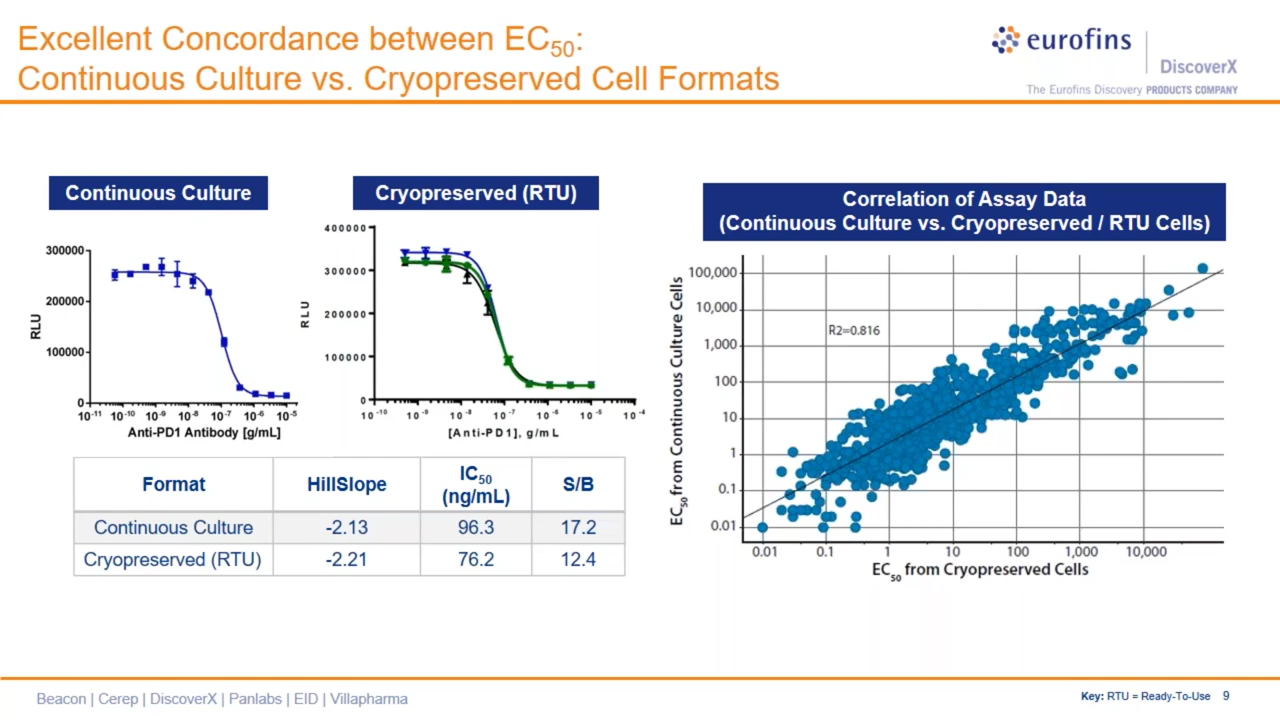 Excellent Concordance between EC50:
Continuous Culture vs. Cryopreserved Cell Formats
eurofins
DiscoverX
The Eurofins Discovery PRODUCTS COMPANY
Continuous Culture
300000
200000
100000
0
RLU
10-11 10-10 10-9 10-8 10-7 10-6 10-5
Anti-PD1 Antibody [g/mL]
Cryopreserved (RTU)
400000
300000
200000
100000
0
RLU
10-10 10-9 10-8 10-7 10-6 10-5 10-4
[Anti-PD1], g/mL
Correlation of Assay Data
(Continuous Culture vs. Cryopreserved / RTU Cells)
EC50 from Continuous Culture Cells
100,000
10,000
1,000
100
10
1
0.1
0.01
R2=0.816
0.01 0.1 1 10 100 1,000 10,000
EC50 from Cryopreserved Cells
Format HillSlope IC50 (ng/mL) S/B
Continuous Culture -2.13 96.3 17.2
Cryopreserved (RTU) -2.21 76.2 12.4
Beacon | Cerep | DiscoverX | Panlabs | EID | Villapharma
Key: RTU = Ready-To-Use 9